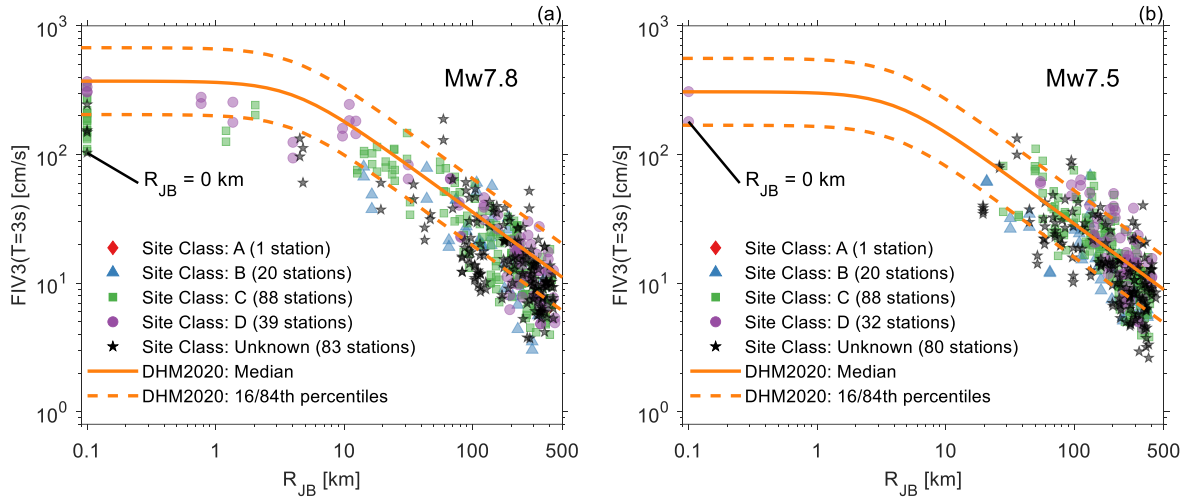 (a)
Mw7.8
R_JB = 0 km
Site Class: A (1 station)
Site Class: B (20 stations)
Site Class: C (88 stations)
Site Class: D (39 stations)
Site Class: Unknown (83 stations)
DHM2020: Median
DHM2020: 16/84th percentiles
10^3
10^2
10^1
10^0
FIV3(T=3s) [cm/s]
0.1 1 10 100 500
R_JB [km]
(b)
Mw7.5
R_JB = 0 km
Site Class: A (1 station)
Site Class: B (20 stations)
Site Class: C (88 stations)
Site Class: D (32 stations)
Site Class: Unknown (80 stations)
DHM2020: Median
DHM2020: 16/84th percentiles
10^3
10^2
10^1
10^0
FIV3(T=3s) [cm/s]
0.1 1 10 100 500
R_JB [km]